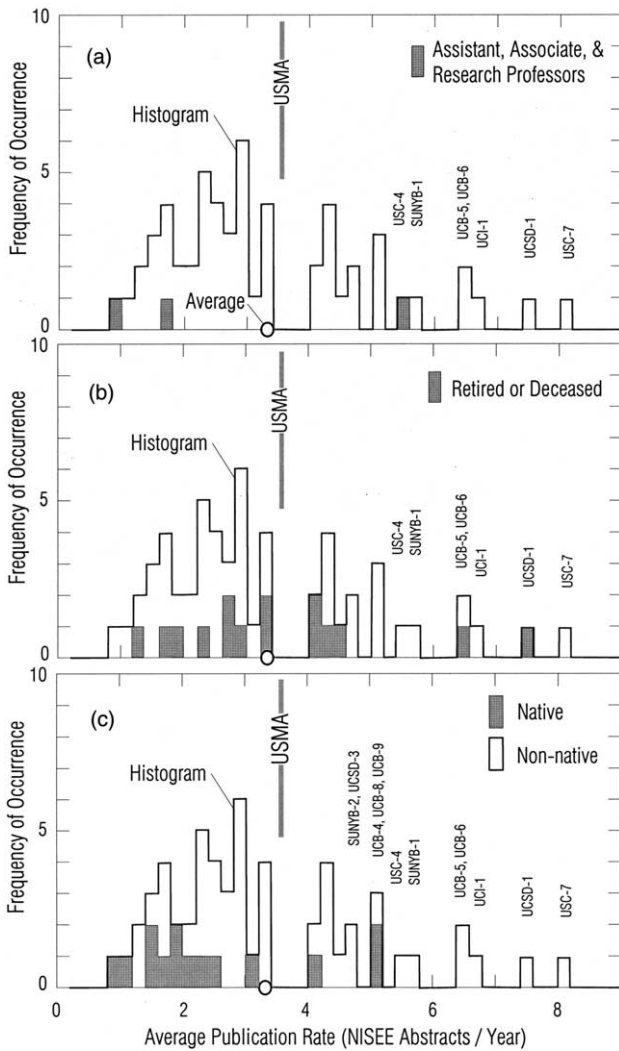 10
(a)
Assistant, Associate, &
Research Professors
USMA
Histogram
Frequency of Occurrence
5
USC-4
SUNYB-1
UCB-5, UCB-6
UCI-1
UCSD-1
USC-7
Average
0
10
(b)
Retired or Deceased
USMA
Histogram
Frequency of Occurrence
5
USC-4
SUNYB-1
UCB-5, UCB-6
UCI-1
UCSD-1
USC-7
0
10
(c)
Native
Non-native
USMA
Histogram
Frequency of Occurrence
SUNYB-2, UCSD-3
UCB-4, UCB-8, UCB-9
5
USC-4
SUNYB-1
UCB-5, UCB-6
UCI-1
UCSD-1
USC-7
0
0 2 4 6 8
Average Publication Rate (NISEE Abstracts / Year)